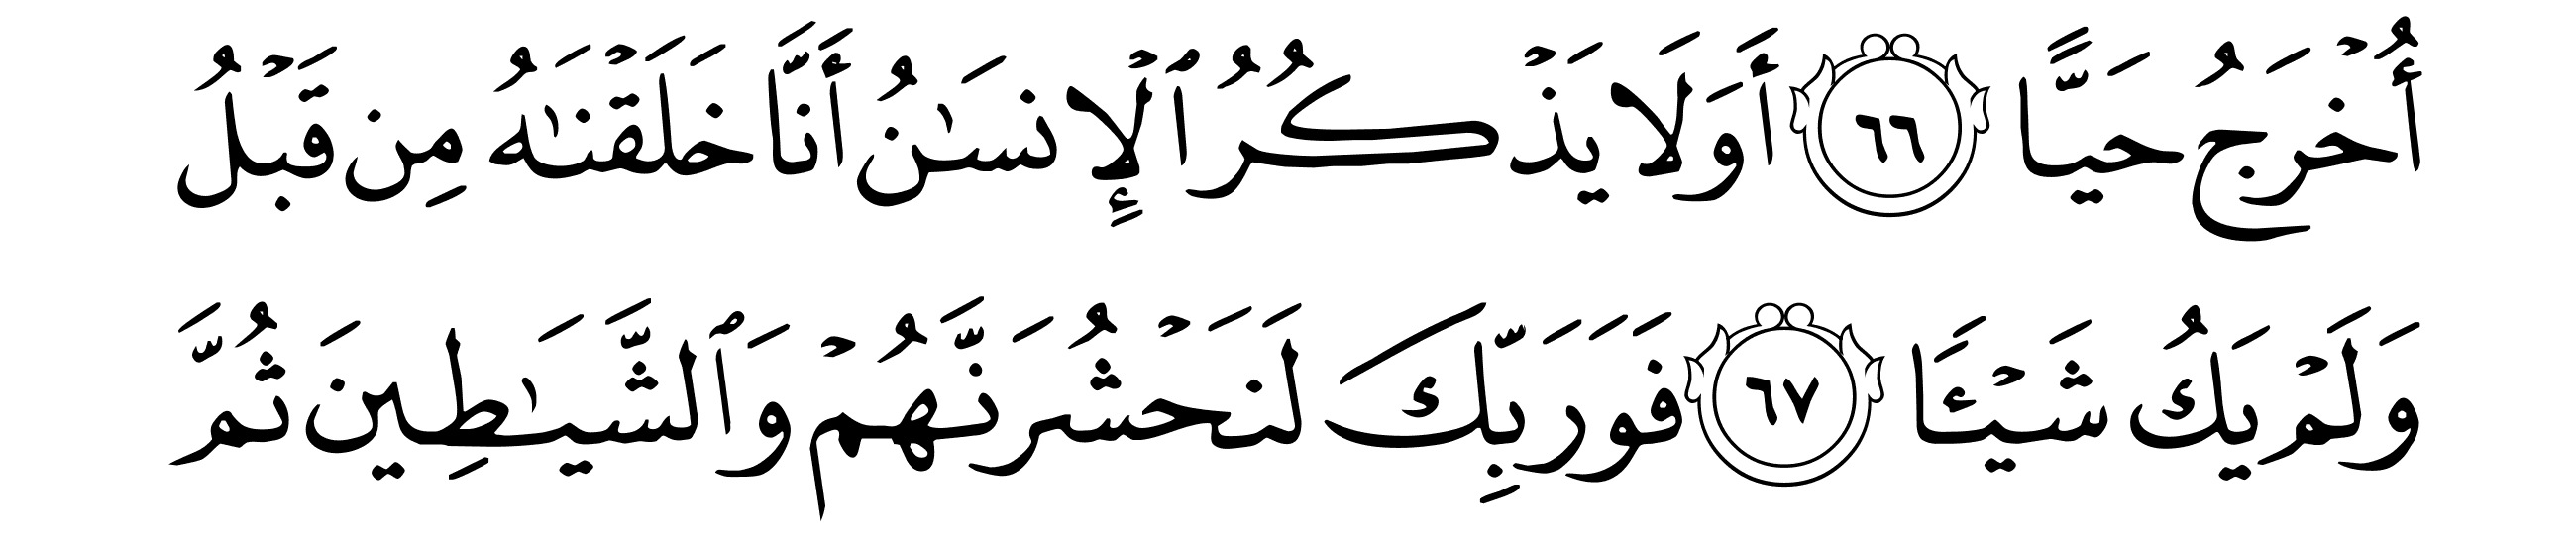 أُخۡرَجُ حَيًّا ٦٦ أَوَلَا يَذۡكُرُ ٱلۡإِنسَٰنُ أَنَّا خَلَقۡنَٰهُ مِن قَبۡلُ
وَلَمۡ يَكُ شَيۡـًٔا ٦٧ فَوَرَبِّكَ لَنَحۡشُرَنَّهُمۡ وَٱلشَّيَٰطِينَ ثُمَّ